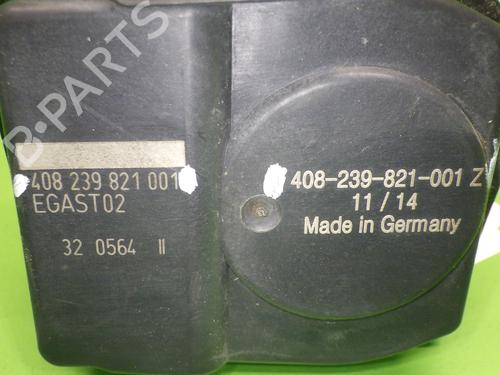 B-PARTS
408 239 821 001
EGAST02
32 0564 II
408-239-821-001 Z
11 / 14
Made in Germany